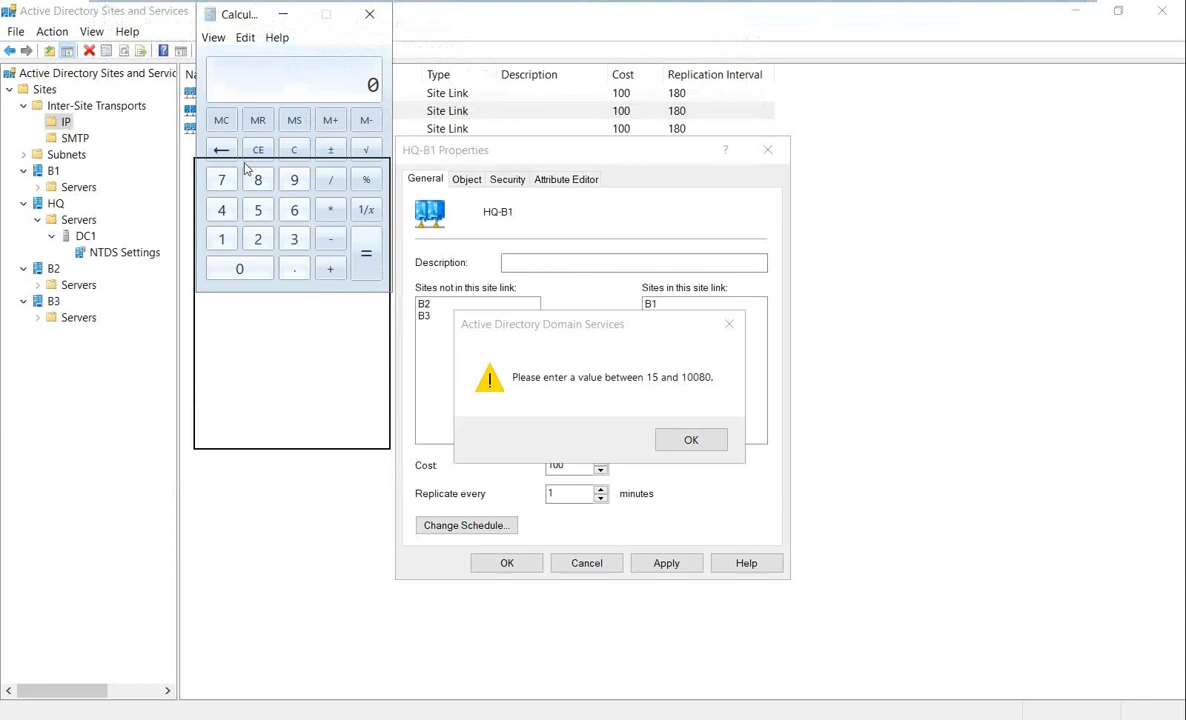 Active Directory Sites and Services
File Action View Help
Active Directory Sites and Servic
Sites
Inter-Site Transports
IP
SMTP
Subnets
B1
Servers
HQ
Servers
DC1
NTDS Settings
B2
Servers
B3
Servers
Calcul...
View Edit Help
0
MC MR MS M+ M-
← CE C ± √
7 8 9 / %
4 5 6 * 1/x
1 2 3 - =
0 . +
Na Type Description Cost Replication Interval
Site Link 100 180
Site Link 100 180
Site Link 100 180
HQ-B1 Properties ?
General Object Security Attribute Editor
HQ-B1
Description:
Sites not in this site link: Sites in this site link:
B2 B1
B3
Active Directory Domain Services
Please enter a value between 15 and 10080.
OK
Cost: 100
Replicate every 1 minutes
Change Schedule...
OK Cancel Apply Help